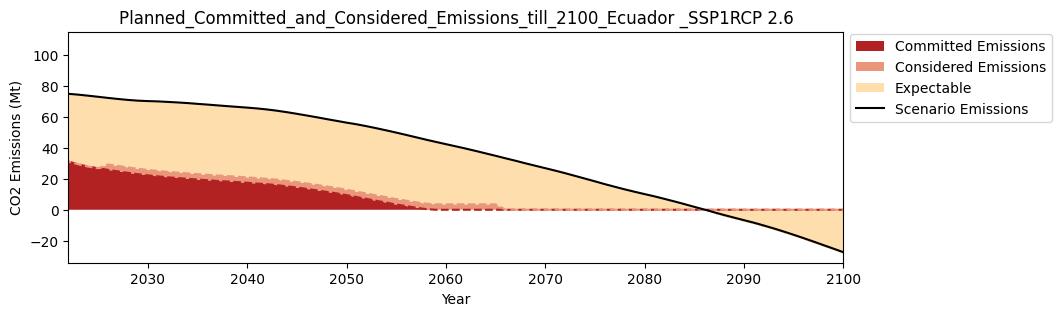 Planned_Committed_and_Considered_Emissions_till_2100_Ecuador _SSP1RCP 2.6
Committed Emissions
Considered Emissions
Expectable
Scenario Emissions
CO2 Emissions (Mt)
100
80
60
40
20
0
−20
2030 2040 2050 2060 2070 2080 2090 2100
Year